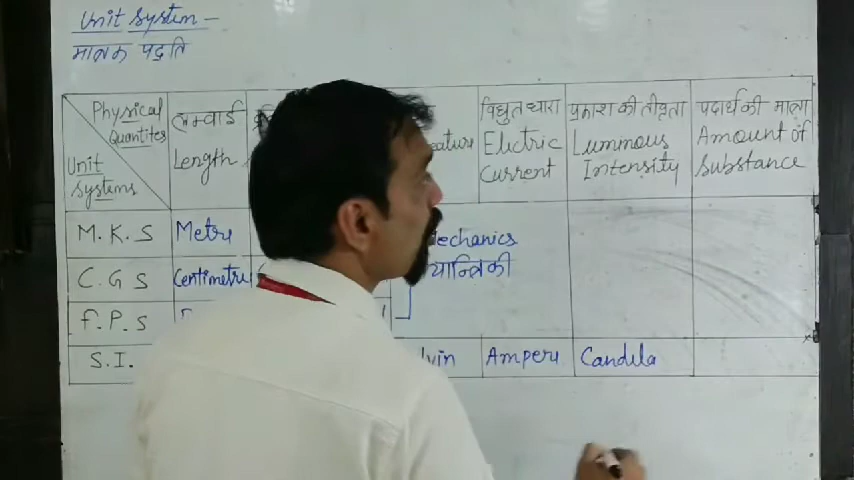 Unit System -
मात्रक पद्धति
Physical Quantites
Unit Systems
लम्बाई
Length
विद्युत धारा
Electric
Current
प्रकाश की तीव्रता
Luminous
Intensity
पदार्थ की मात्रा
Amount of
Substance
M.K.S
Metre
Mechanics
C.G.S
Centimetre
यान्त्रिकी
F.P.S
S.I.
Ampere
Candela